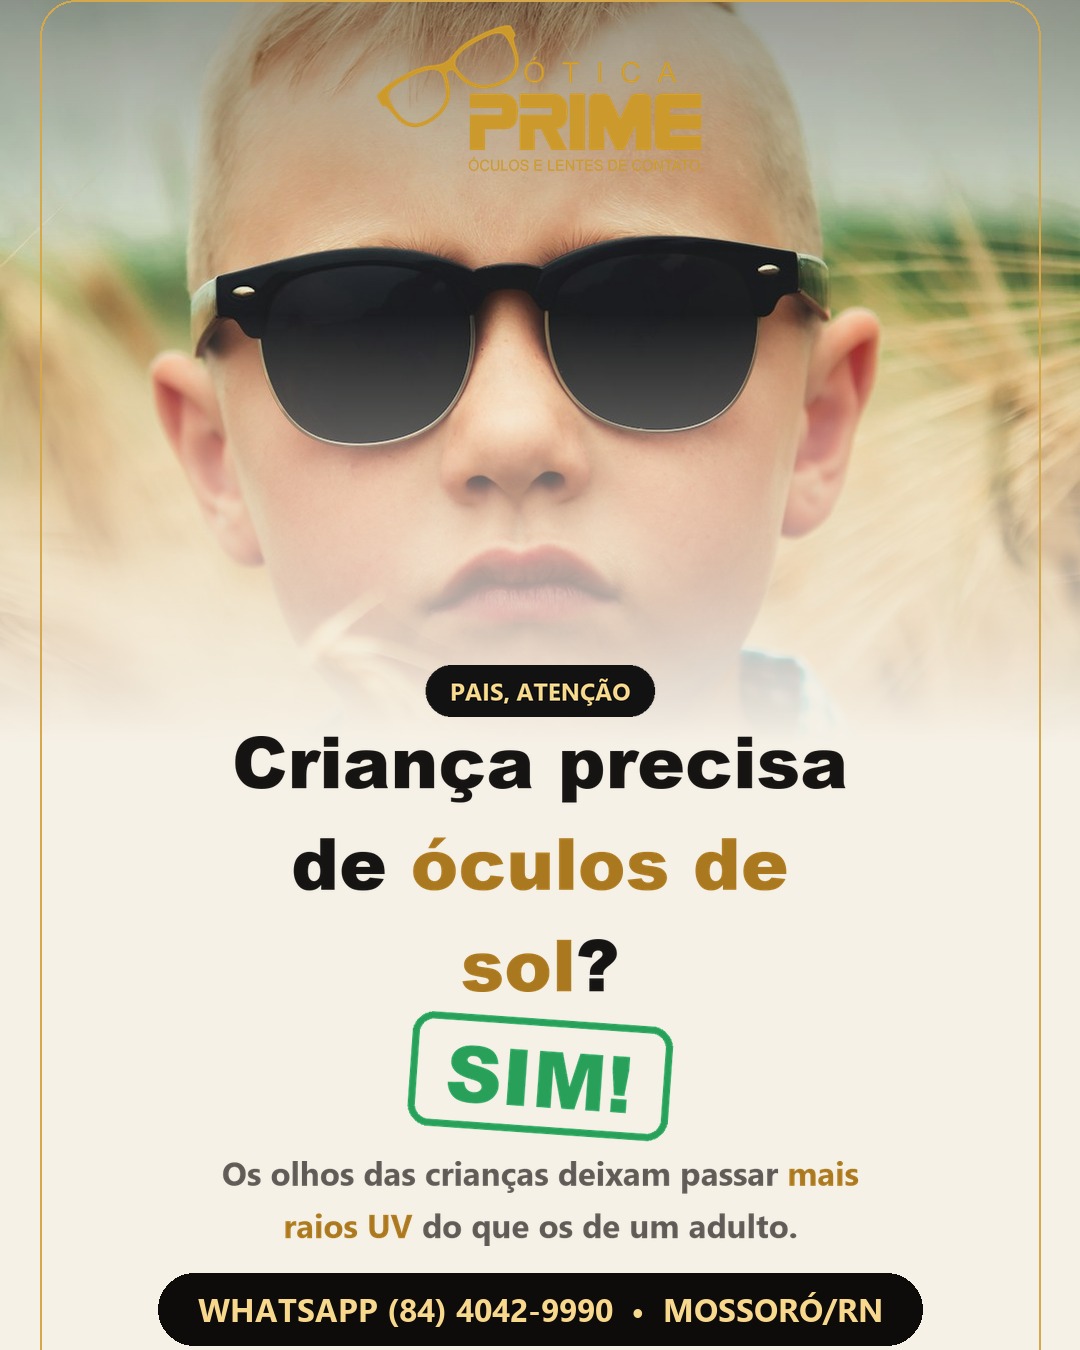 ÓTICA
PRIME
ÓCULOS E LENTES DE CONTATO
PAIS, ATENÇÃO
Criança precisa
de óculos de
sol?
SIM!
Os olhos das crianças deixam passar mais
raios UV do que os de um adulto.
WHATSAPP (84) 4042-9990 • MOSSORÓ/RN